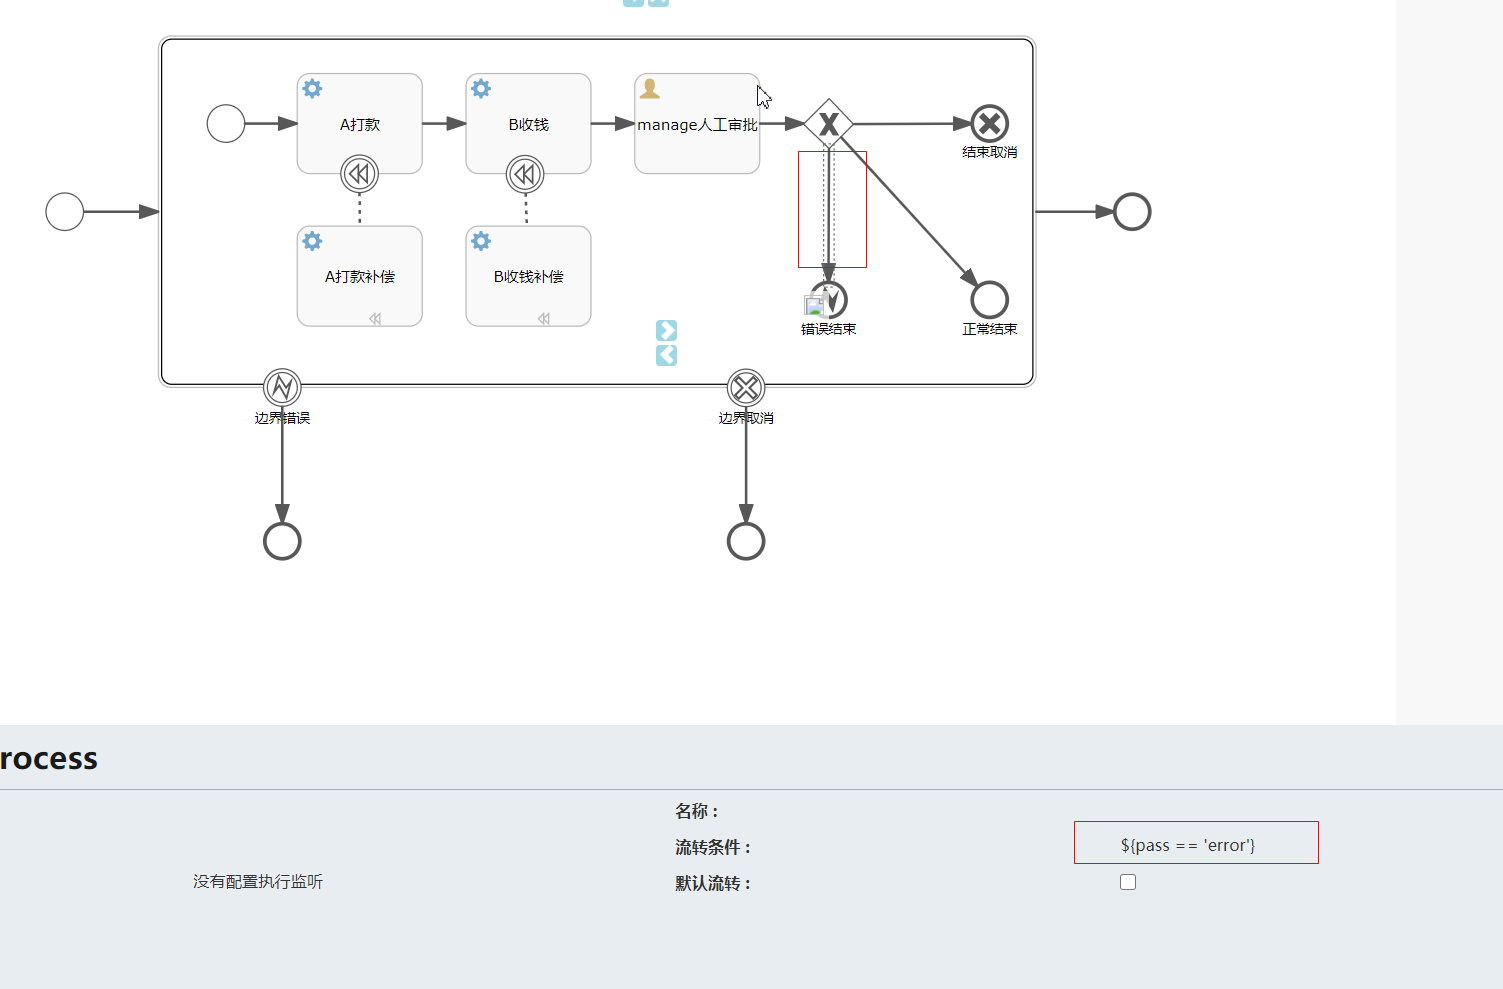 A打款
B收钱
manage人工审批
结束取消
A打款补偿
B收钱补偿
错误结束
正常结束
边界错误
边界取消
rocess
名称：
流转条件：
${pass == 'error'}
没有配置执行监听
默认流转：